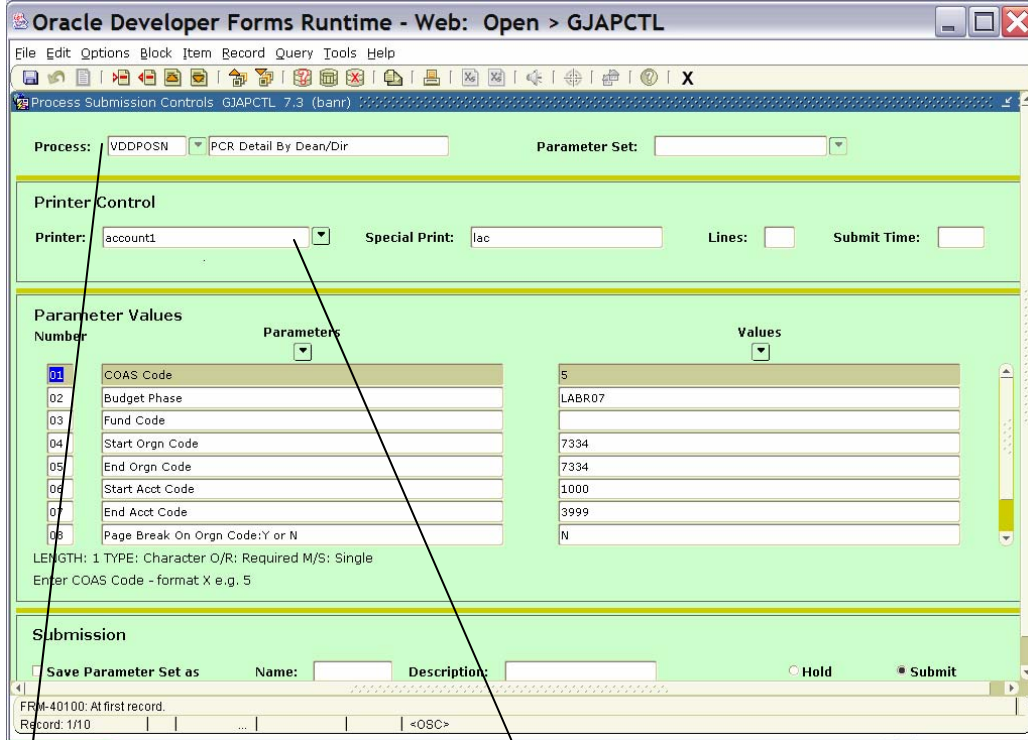 Oracle Developer Forms Runtime - Web: Open > GJAPCTL
File Edit Options Block Item Record Query Tools Help
X
Process Submission Controls GJAPCTL 7.3 (banr)
Process: VDDPOSN PCR Detail By Dean/Dir Parameter Set:
Printer Control
Printer: account1 Special Print: lac Lines: Submit Time:
Parameter Values
Number Parameters Values
01 COAS Code 5
02 Budget Phase LABR07
03 Fund Code
04 Start Orgn Code 7334
05 End Orgn Code 7334
06 Start Acct Code 1000
07 End Acct Code 3999
08 Page Break On Orgn Code:Y or N N
LENGTH: 1 TYPE: Character O/R: Required M/S: Single
Enter COAS Code - format X e.g. 5
Submission
Save Parameter Set as Name: Description: Hold Submit
FRM-40100: At first record.
Record: 1/10 ... <OSC>